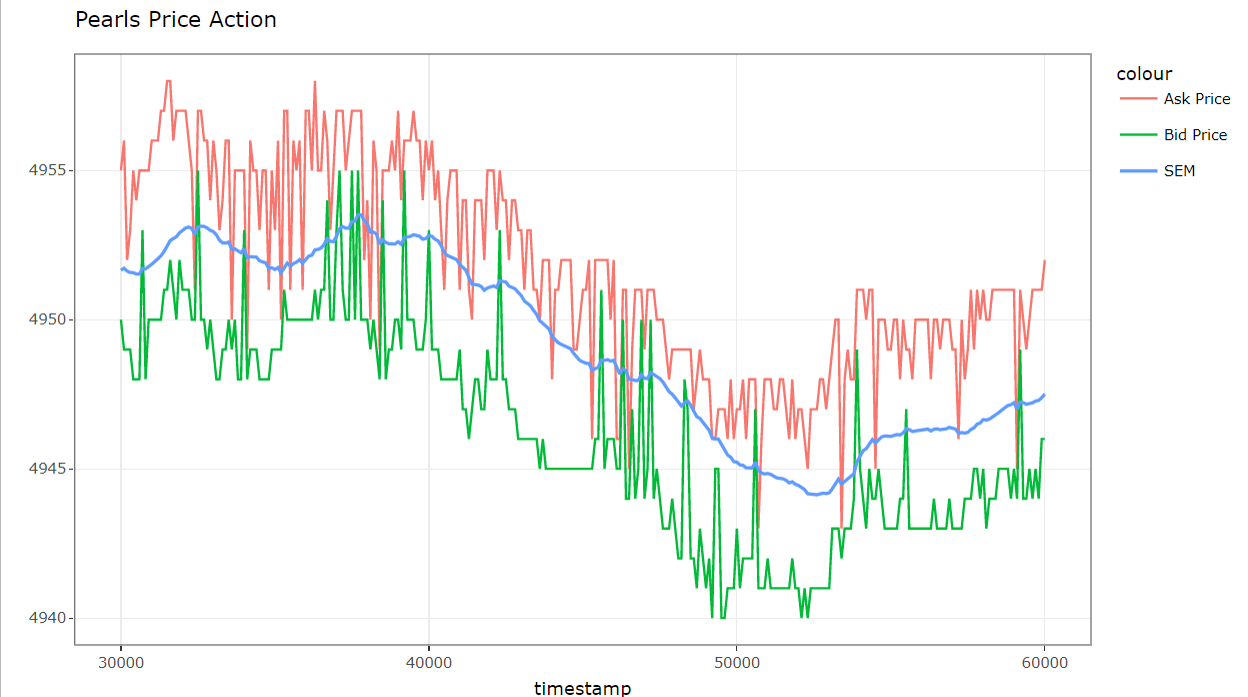 Pearls Price Action
colour
Ask Price
Bid Price
SEM
4955
4950
4945
4940
30000 40000 50000 60000
timestamp